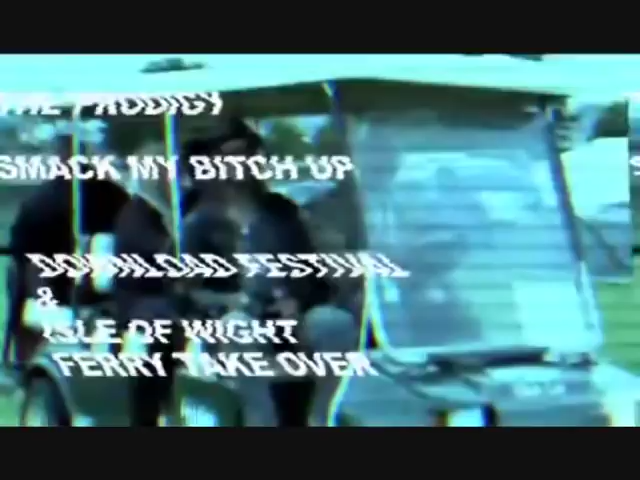 THE PRODIGY
SMACK MY BITCH UP
DOWNLOAD FESTIVAL
&
ISLE OF WIGHT
FERRY TAKE OVER